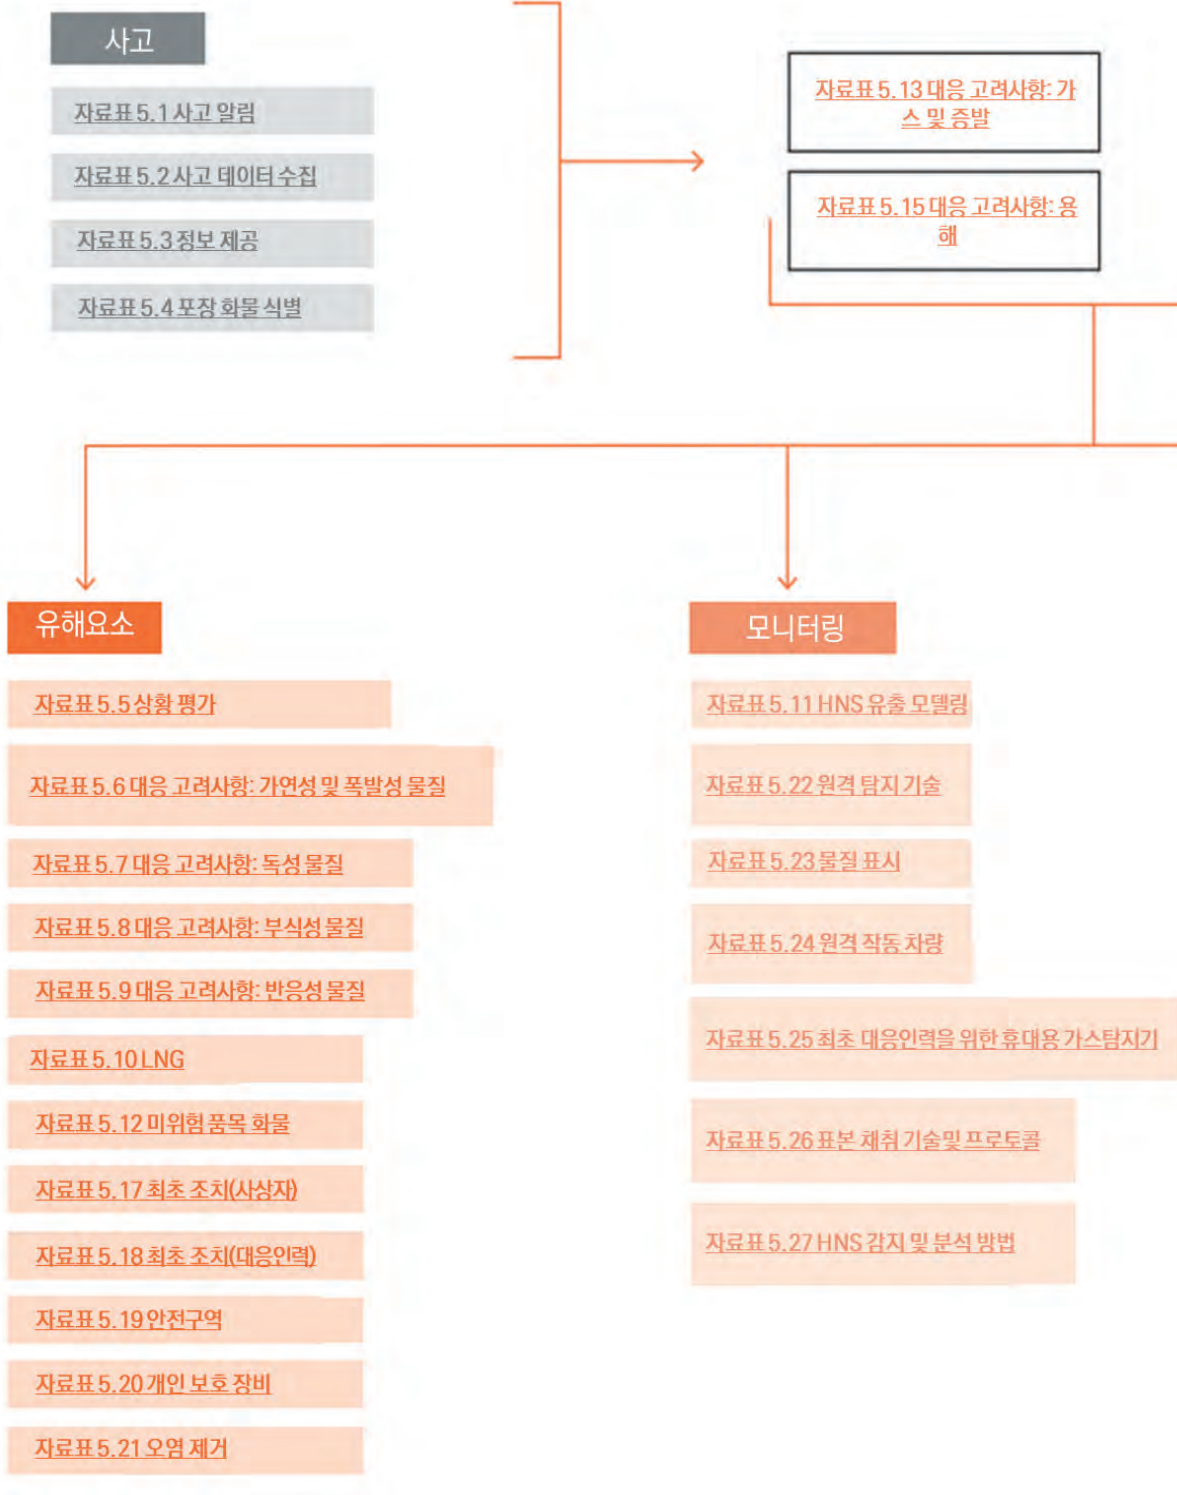 사고
자료표 5.1 사고 알림
자료표 5.2 사고 데이터 수집
자료표 5.3 정보 제공
자료표 5.4 포장 화물 식별
자료표 5.13 대응 고려사항: 가
스 및 증발
자료표 5.15 대응 고려사항: 용
해
유해요소
자료표 5.5 상황 평가
자료표 5.6 대응 고려사항: 가연성 및 폭발성 물질
자료표 5.7 대응 고려사항: 독성 물질
자료표 5.8 대응 고려사항: 부식성 물질
자료표 5.9 대응 고려사항: 반응성 물질
자료표 5.10 LNG
자료표 5.12 미위험 품목 화물
자료표 5.17 최초 조치(사상자)
자료표 5.18 최초 조치(대응인력)
자료표 5.19 안전구역
자료표 5.20 개인 보호 장비
자료표 5.21 오염 제거
모니터링
자료표 5.11 HNS 유출 모델링
자료표 5.22 원격 탐지 기술
자료표 5.23 물질 표시
자료표 5.24 원격 작동 차량
자료표 5.25 최초 대응인력을 위한 휴대용 가스탐지기
자료표 5.26 표본 채취 기술및 프로토콜
자료표 5.27 HNS 감지 및 분석 방법